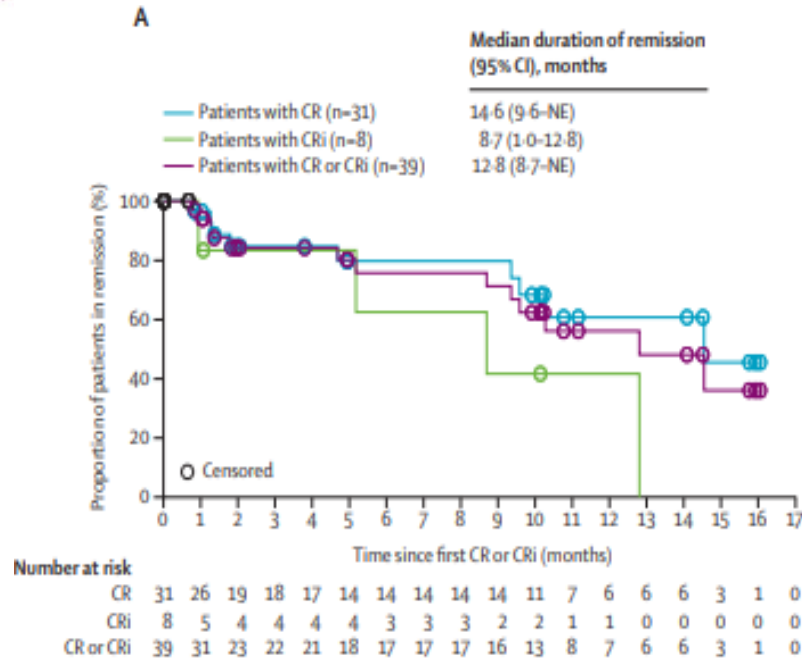 A
Median duration of remission
(95% CI), months
Patients with CR (n=31) 14·6 (9·6–NE)
Patients with CRi (n=8) 8·7 (1·0–12·8)
Patients with CR or CRi (n=39) 12·8 (8·7–NE)
Proportion of patients in remission (%)
100
80
60
40
20
0
Censored
0 1 2 3 4 5 6 7 8 9 10 11 12 13 14 15 16 17
Time since first CR or CRi (months)
Number at risk
CR 31 26 19 18 17 14 14 14 14 14 11 7 6 6 6 3 1 0
CRi 8 5 4 4 4 4 3 3 3 2 2 1 1 0 0 0 0 0
CR or CRi 39 31 23 22 21 18 17 17 17 16 13 8 7 6 6 3 1 0